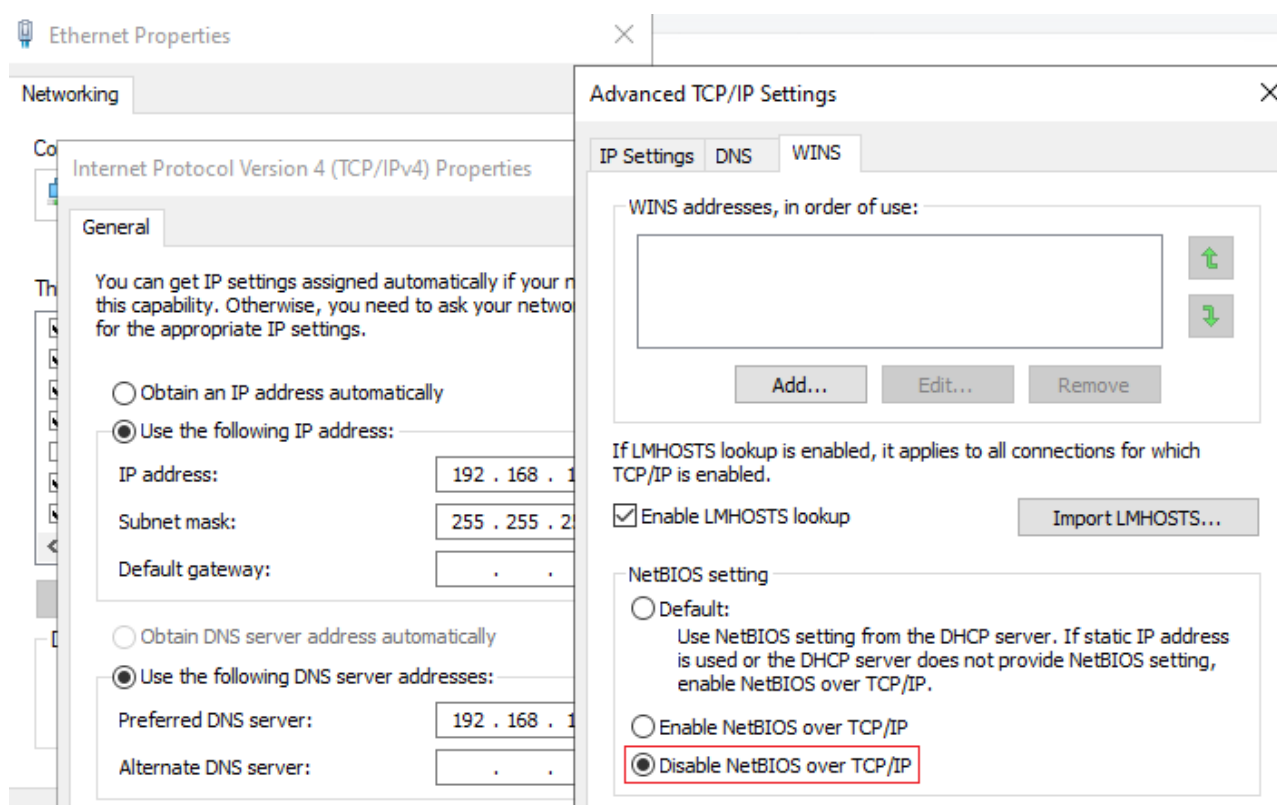 Ethernet Properties
Networking
Co
Th
Internet Protocol Version 4 (TCP/IPv4) Properties
General
You can get IP settings assigned automatically if your n
this capability. Otherwise, you need to ask your netwo
for the appropriate IP settings.
Obtain an IP address automatically
Use the following IP address:
IP address:
192 . 168 . 1
Subnet mask:
255 . 255 . 2
Default gateway:
. .
Obtain DNS server address automatically
Use the following DNS server addresses:
Preferred DNS server:
192 . 168 . 1
Alternate DNS server:
. .
Advanced TCP/IP Settings
IP Settings
DNS
WINS
WINS addresses, in order of use:
Add...
Edit...
Remove
If LMHOSTS lookup is enabled, it applies to all connections for which
TCP/IP is enabled.
Enable LMHOSTS lookup
Import LMHOSTS...
NetBIOS setting
Default:
Use NetBIOS setting from the DHCP server. If static IP address
is used or the DHCP server does not provide NetBIOS setting,
enable NetBIOS over TCP/IP.
Enable NetBIOS over TCP/IP
Disable NetBIOS over TCP/IP